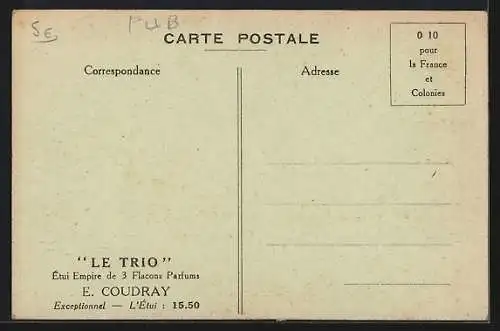 5€ PUB
CARTE POSTALE
Correspondance
Adresse
0 10
pour
la France
et
Colonies
"LE TRIO"
Étui Empire de 3 Flacons Parfums
E. COUDRAY
Exceptionnel — L'Étui : 15.50